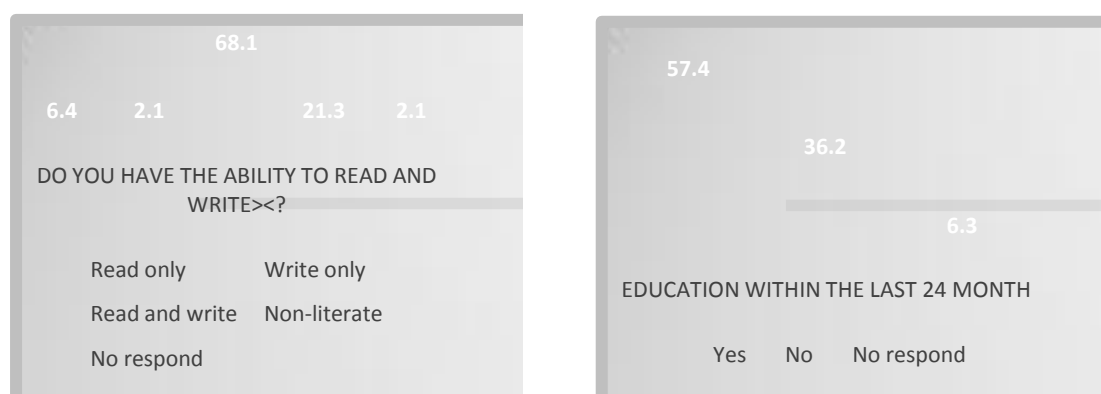 68.1
6.4 2.1 21.3 2.1
DO YOU HAVE THE ABILITY TO READ AND
WRITE><?
Read only Write only
Read and write Non-literate
No respond
57.4
36.2
6.3
EDUCATION WITHIN THE LAST 24 MONTH
Yes No No respond